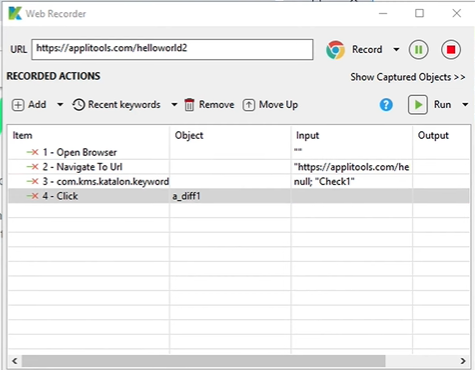 Web Recorder
URL https://applitools.com/helloworld2 Record
RECORDED ACTIONS Show Captured Objects >>
Add Recent keywords Remove Move Up ? Run
Item Object Input Output
1 - Open Browser ""
2 - Navigate To Url "https://applitools.com/he
3 - com.kms.katalon.keyword null; "Check1"
4 - Click a_diff1